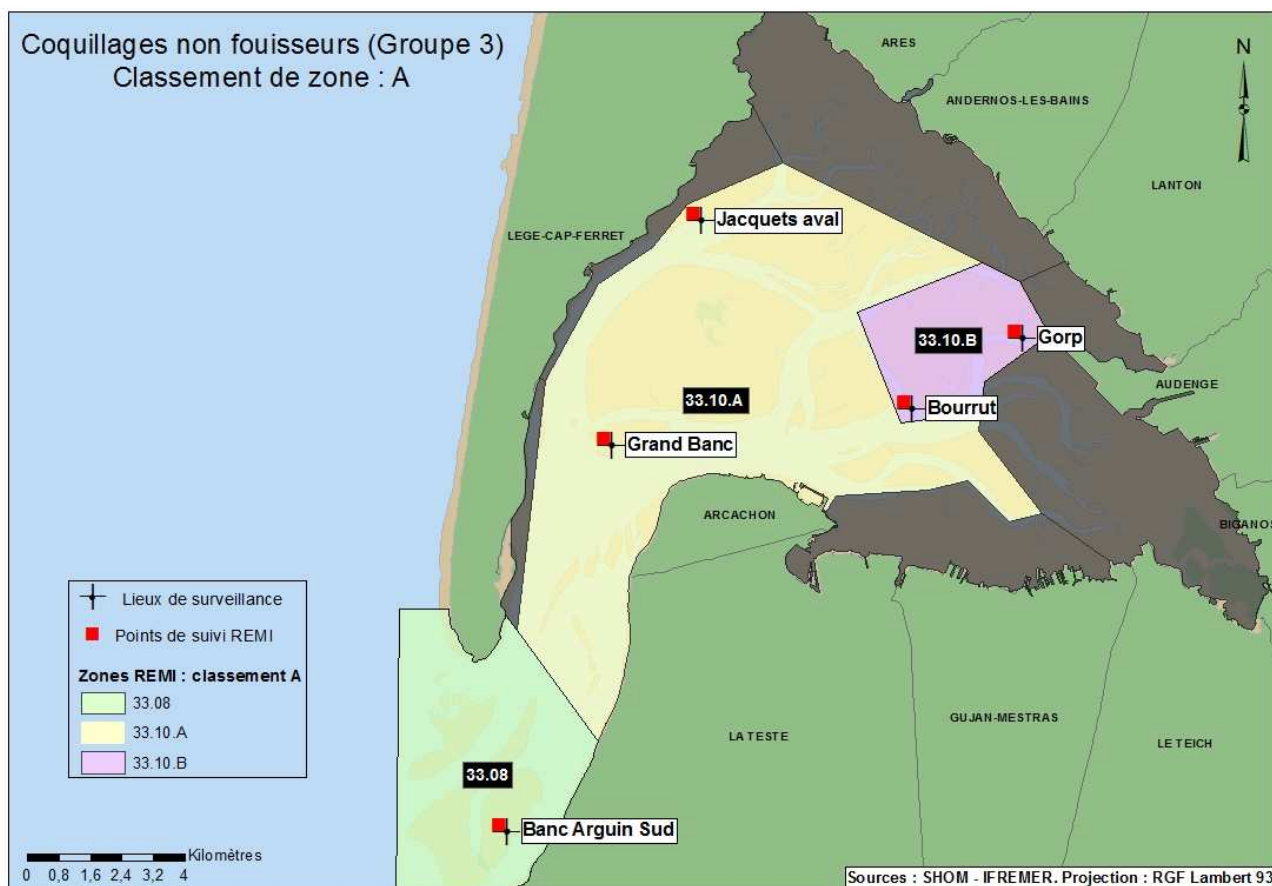 Coquillages non fouisseurs (Groupe 3)
Classement de zone : A
N
ARES
ANDERNOS-LES-BAINS
LANTON
LEGE-CAP-FERRET
Jacquets aval
33.10.B
Gorp
AUDENGE
33.10.A
Bourrut
Grand Banc
ARCACHON
BIGANOS
Lieux de surveillance
Points de suivi REMI
Zones REMI : classement A
33.08
33.10.A
33.10.B
LA TESTE
GUJAN-MESTRAS
LE TEICH
33.08
Banc Arguin Sud
Kilomètres
0 0,8 1,6 2,4 3,2 4
Sources : SHOM - IFREMER. Projection : RGF Lambert 93